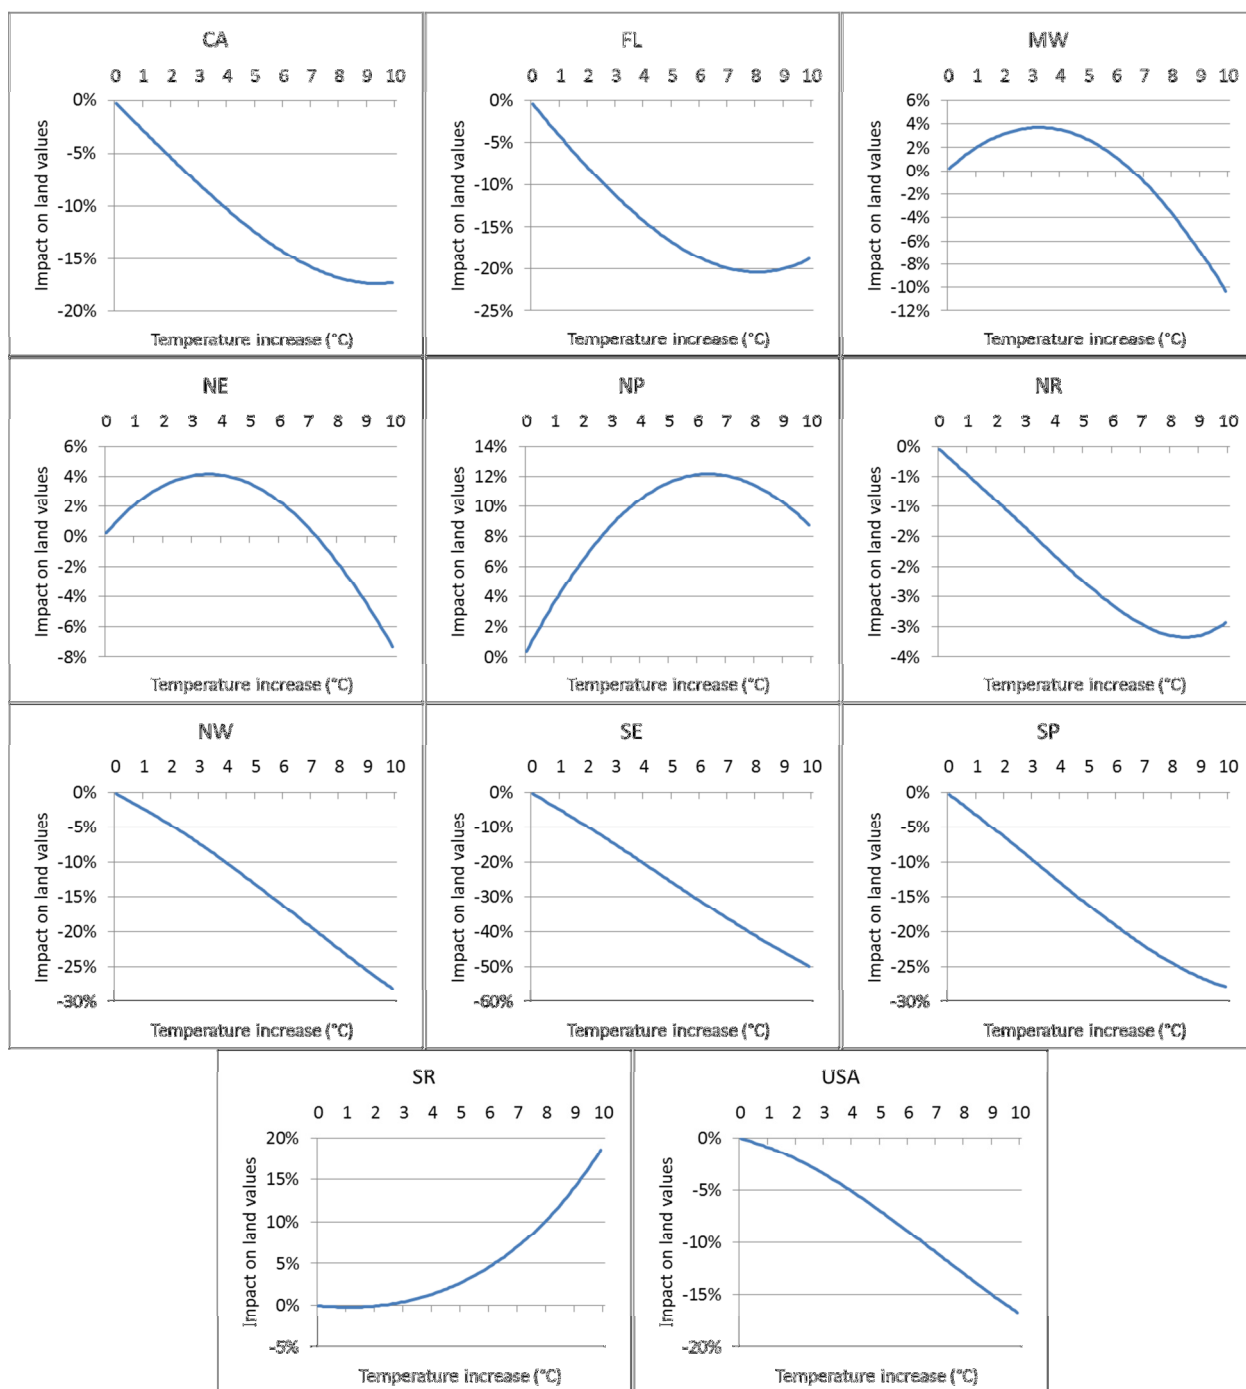 CA
0 1 2 3 4 5 6 7 8 9 10
0%
-5%
-10%
-15%
-20%
Impact on land values
Temperature increase (°C)
FL
0 1 2 3 4 5 6 7 8 9 10
0%
-5%
-10%
-15%
-20%
-25%
Impact on land values
Temperature increase (°C)
MW
0 1 2 3 4 5 6 7 8 9 10
6%
4%
2%
0%
-2%
-4%
-6%
-8%
-10%
-12%
Impact on land values
Temperature increase (°C)
NE
0 1 2 3 4 5 6 7 8 9 10
6%
4%
2%
0%
-2%
-4%
-6%
-8%
Impact on land values
Temperature increase (°C)
NP
0 1 2 3 4 5 6 7 8 9 10
14%
12%
10%
8%
6%
4%
2%
0%
Impact on land values
Temperature increase (°C)
NR
0 1 2 3 4 5 6 7 8 9 10
0%
-1%
-1%
-2%
-2%
-3%
-3%
-4%
Impact on land values
Temperature increase (°C)
NW
0 1 2 3 4 5 6 7 8 9 10
0%
-5%
-10%
-15%
-20%
-25%
-30%
Impact on land values
Temperature increase (°C)
SE
0 1 2 3 4 5 6 7 8 9 10
0%
-10%
-20%
-30%
-40%
-50%
-60%
Impact on land values
Temperature increase (°C)
SP
0 1 2 3 4 5 6 7 8 9 10
0%
-5%
-10%
-15%
-20%
-25%
-30%
Impact on land values
Temperature increase (°C)
SR
0 1 2 3 4 5 6 7 8 9 10
20%
15%
10%
5%
0%
-5%
Impact on land values
Temperature increase (°C)
USA
0 1 2 3 4 5 6 7 8 9 10
0%
-5%
-10%
-15%
-20%
Impact on land values
Temperature increase (°C)